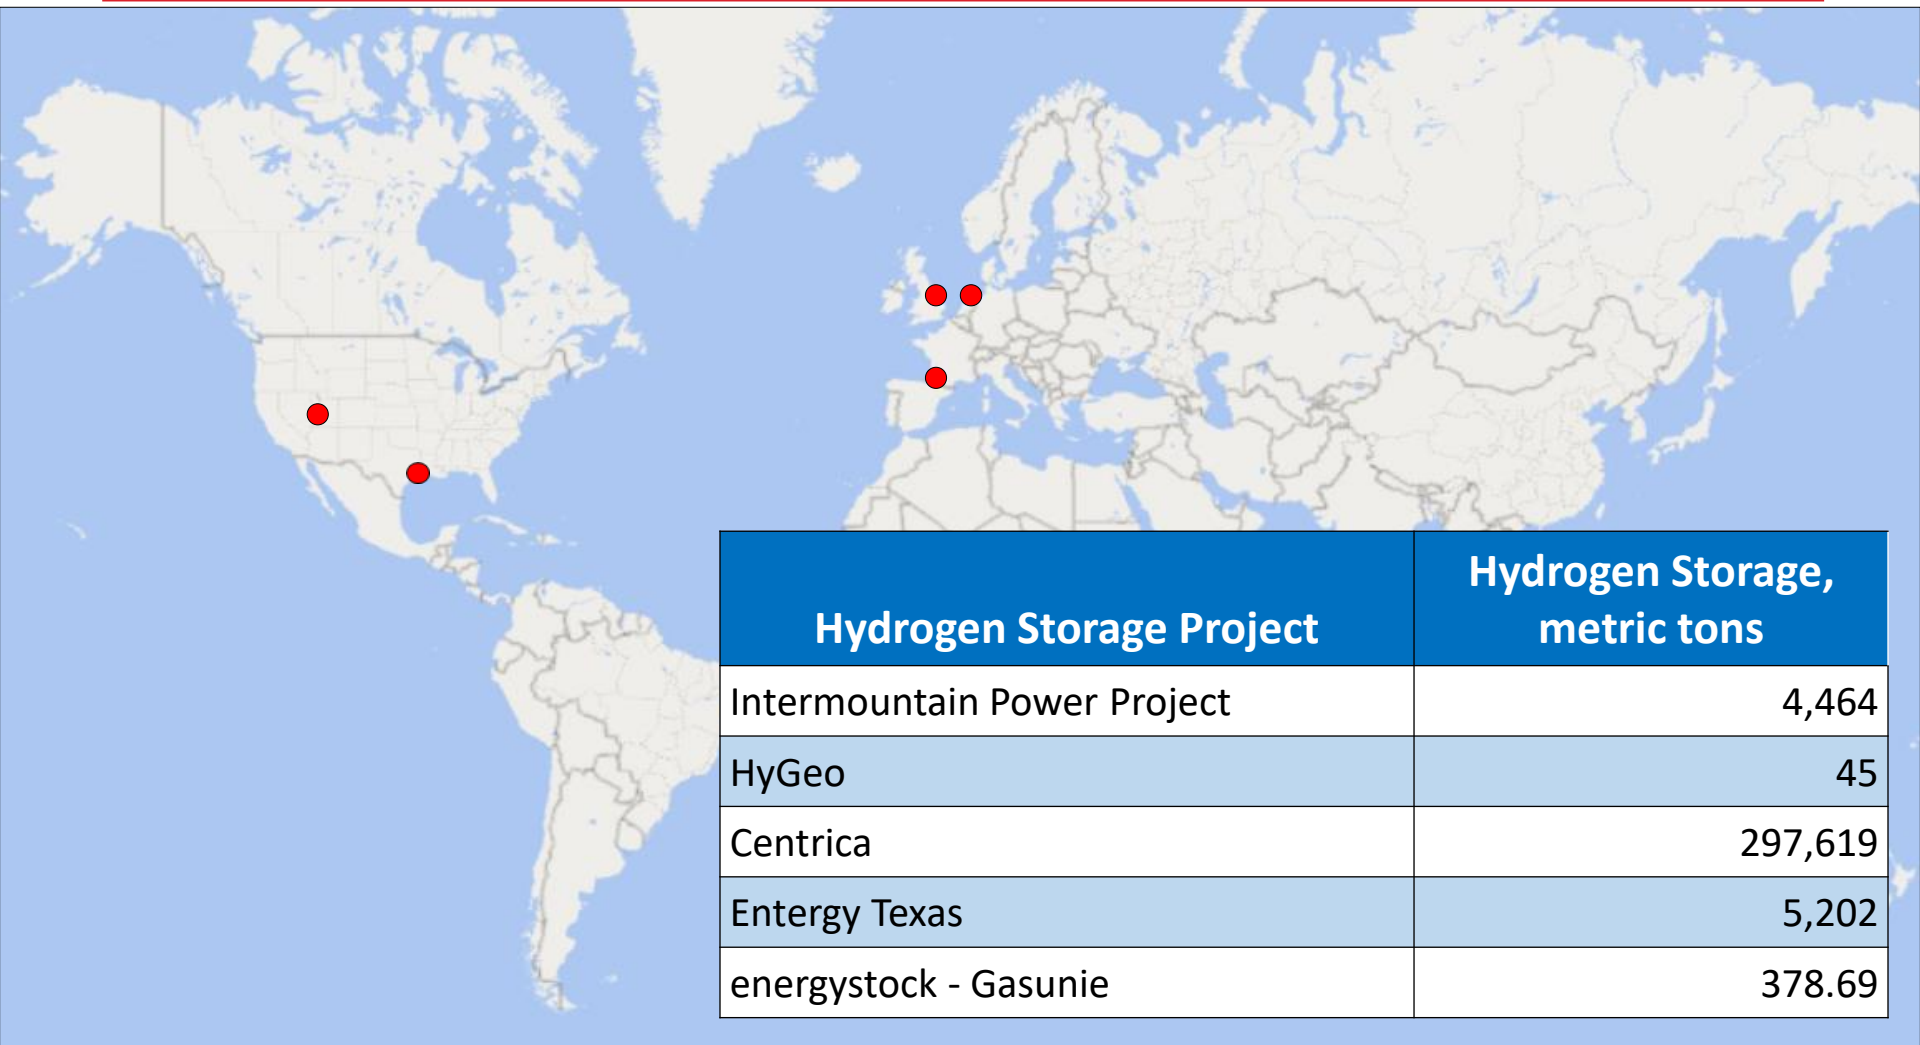 Hydrogen Storage Project
Hydrogen Storage,
metric tons
Intermountain Power Project 4,464
HyGeo 45
Centrica 297,619
Entergy Texas 5,202
energystock - Gasunie 378.69